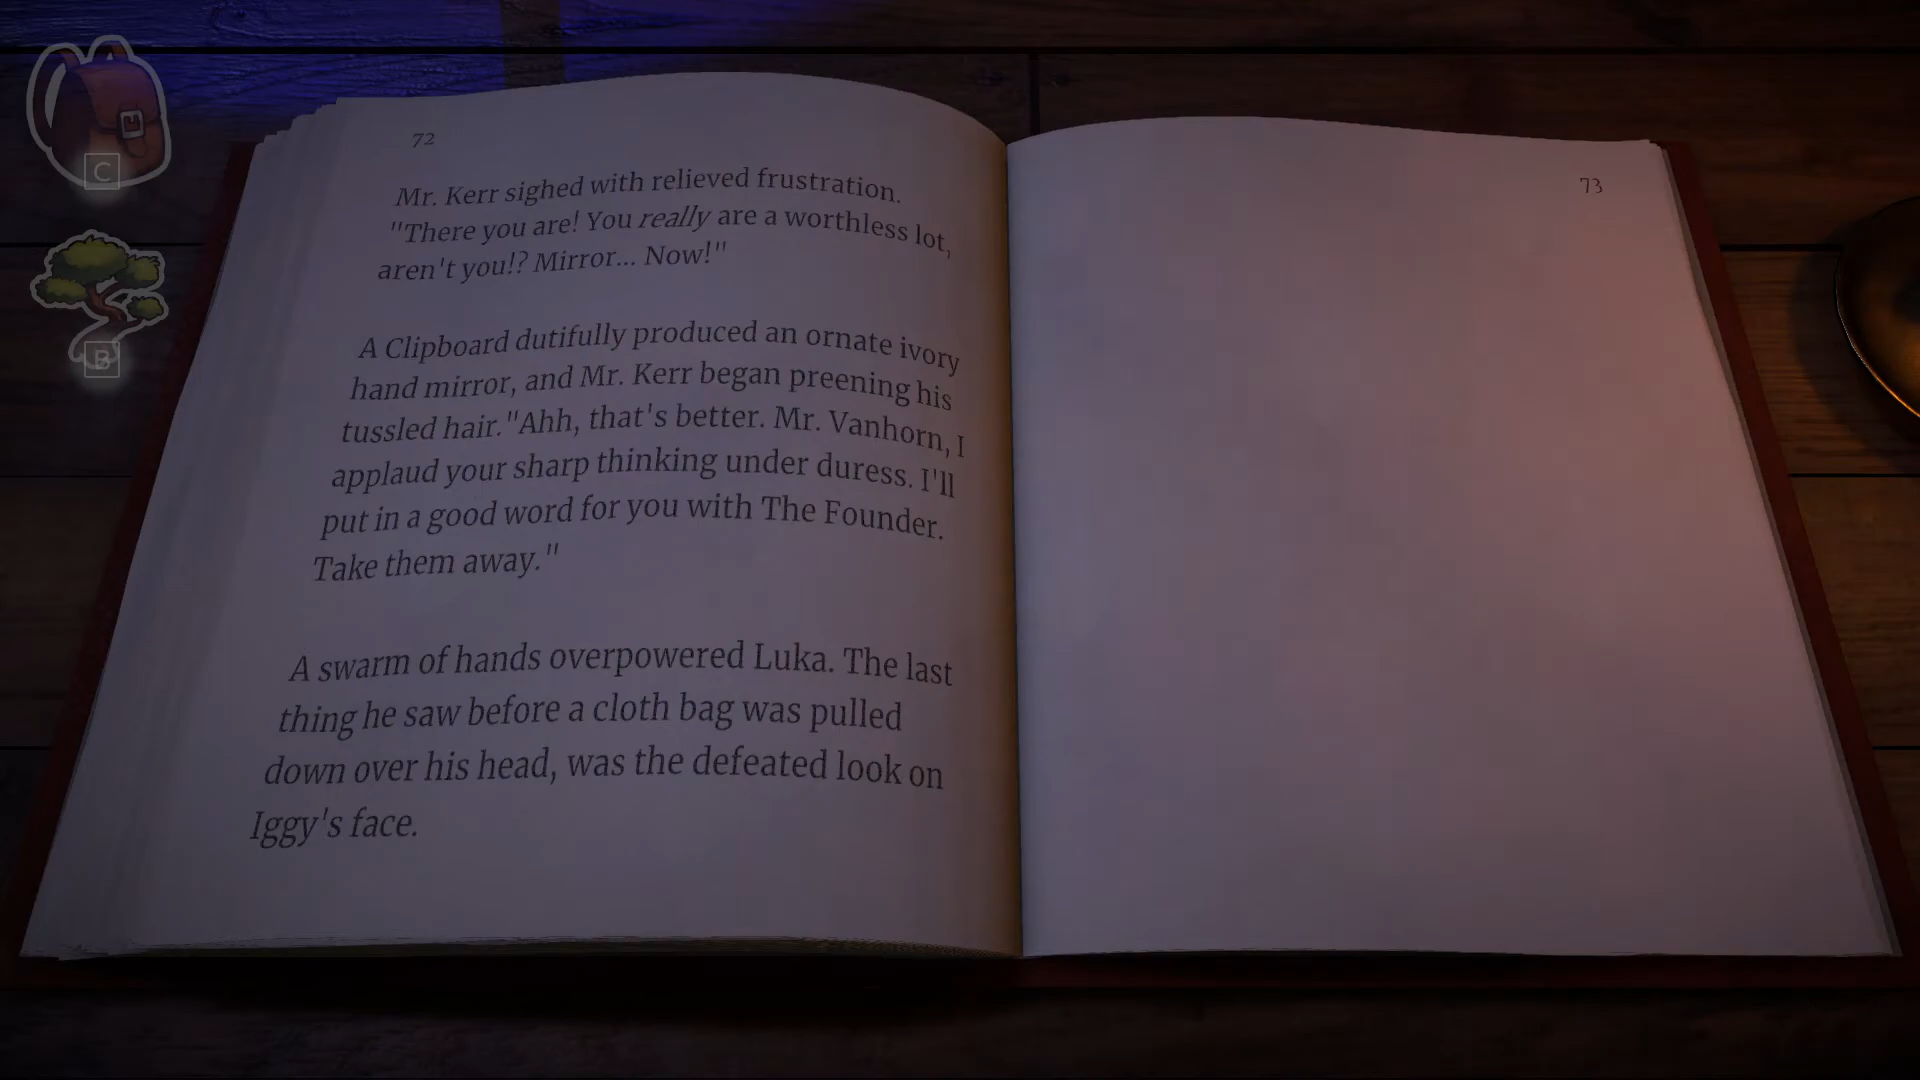 72
Mr. Kerr sighed with relieved frustration.
"There you are! You really are a worthless lot,
aren't you!? Mirror... Now!"
A Clipboard dutifully produced an ornate ivory
hand mirror, and Mr. Kerr began preening his
tussled hair."Ahh, that's better. Mr. Vanhorn, I
applaud your sharp thinking under duress. I'll
put in a good word for you with The Founder.
Take them away."
A swarm of hands overpowered Luka. The last
thing he saw before a cloth bag was pulled
down over his head, was the defeated look on
Iggy's face.
73
C
B